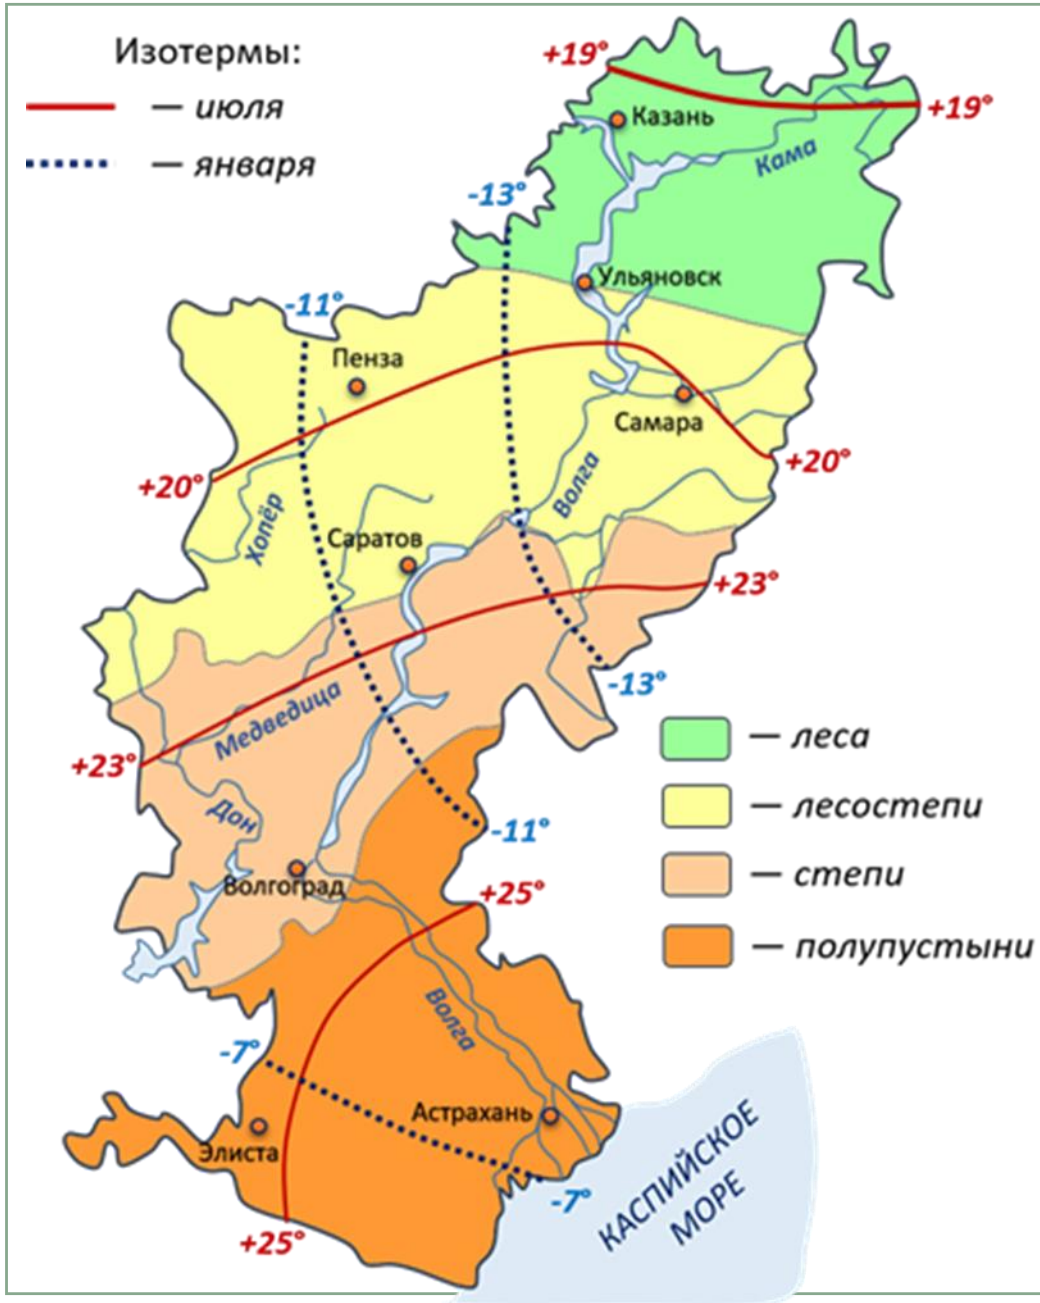 Изотермы:
— июля
— января
+19°
+19°
Казань
Кама
-13°
Ульяновск
-11°
Пенза
Самара
+20°
+20°
Волга
Хопёр
Саратов
+23°
-13°
Медведица
+23°
Дон
-11°
Волгоград
+25°
— леса
— лесостепи
— степи
— полупустыни
Волга
-7°
Астрахань
Элиста
-7°
+25°
КАСПИЙСКОЕ
МОРЕ